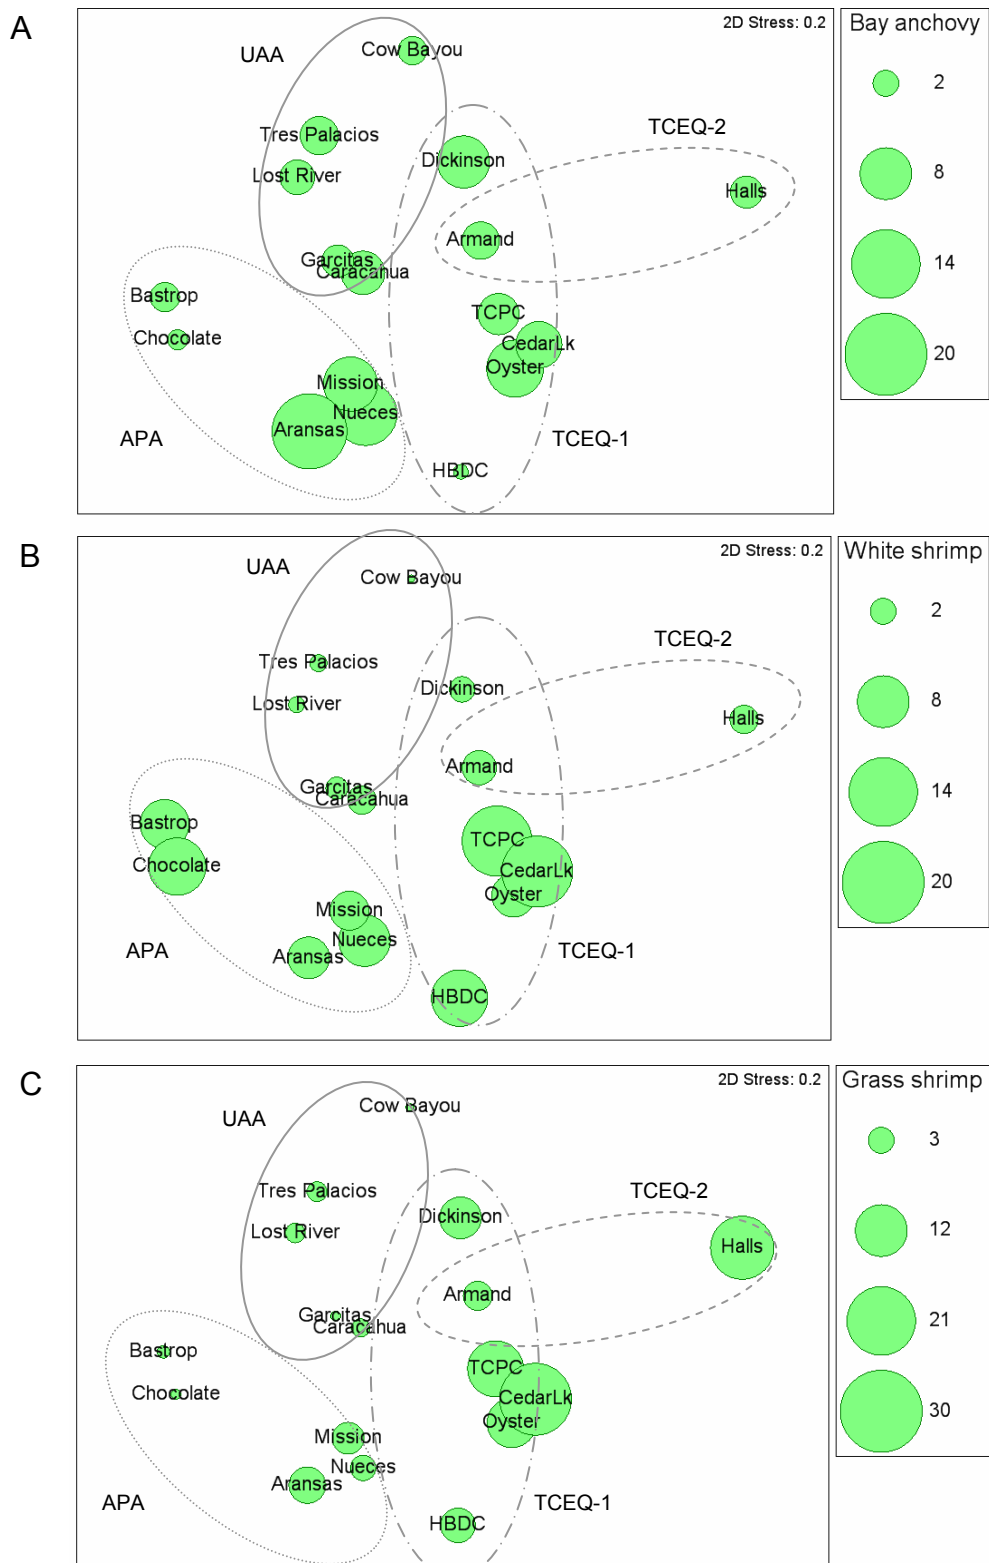 A
2D Stress: 0.2
Bay anchovy
UAA
Cow Bayou
2
TCEQ-2
Tres Palacios
Dickinson
8
Lost River
Halls
Armand
Garcitas
Caracahua
14
Bastrop
TCPC
Chocolate
CedarLk
20
Oyster
Mission
Nueces
Aransas
APA
TCEQ-1
HBDC
B
2D Stress: 0.2
White shrimp
UAA
Cow Bayou
2
TCEQ-2
Tres Palacios
Dickinson
8
Lost River
Halls
Armand
Garcitas
Caracahua
14
Bastrop
TCPC
Chocolate
CedarLk
20
Oyster
Mission
Nueces
Aransas
APA
TCEQ-1
HBDC
C
2D Stress: 0.2
Grass shrimp
UAA
Cow Bayou
3
TCEQ-2
Tres Palacios
Dickinson
12
Lost River
Halls
Armand
Garcitas
Caracahua
21
Bastrop
TCPC
Chocolate
CedarLk
30
Oyster
Mission
Nueces
Aransas
APA
TCEQ-1
HBDC